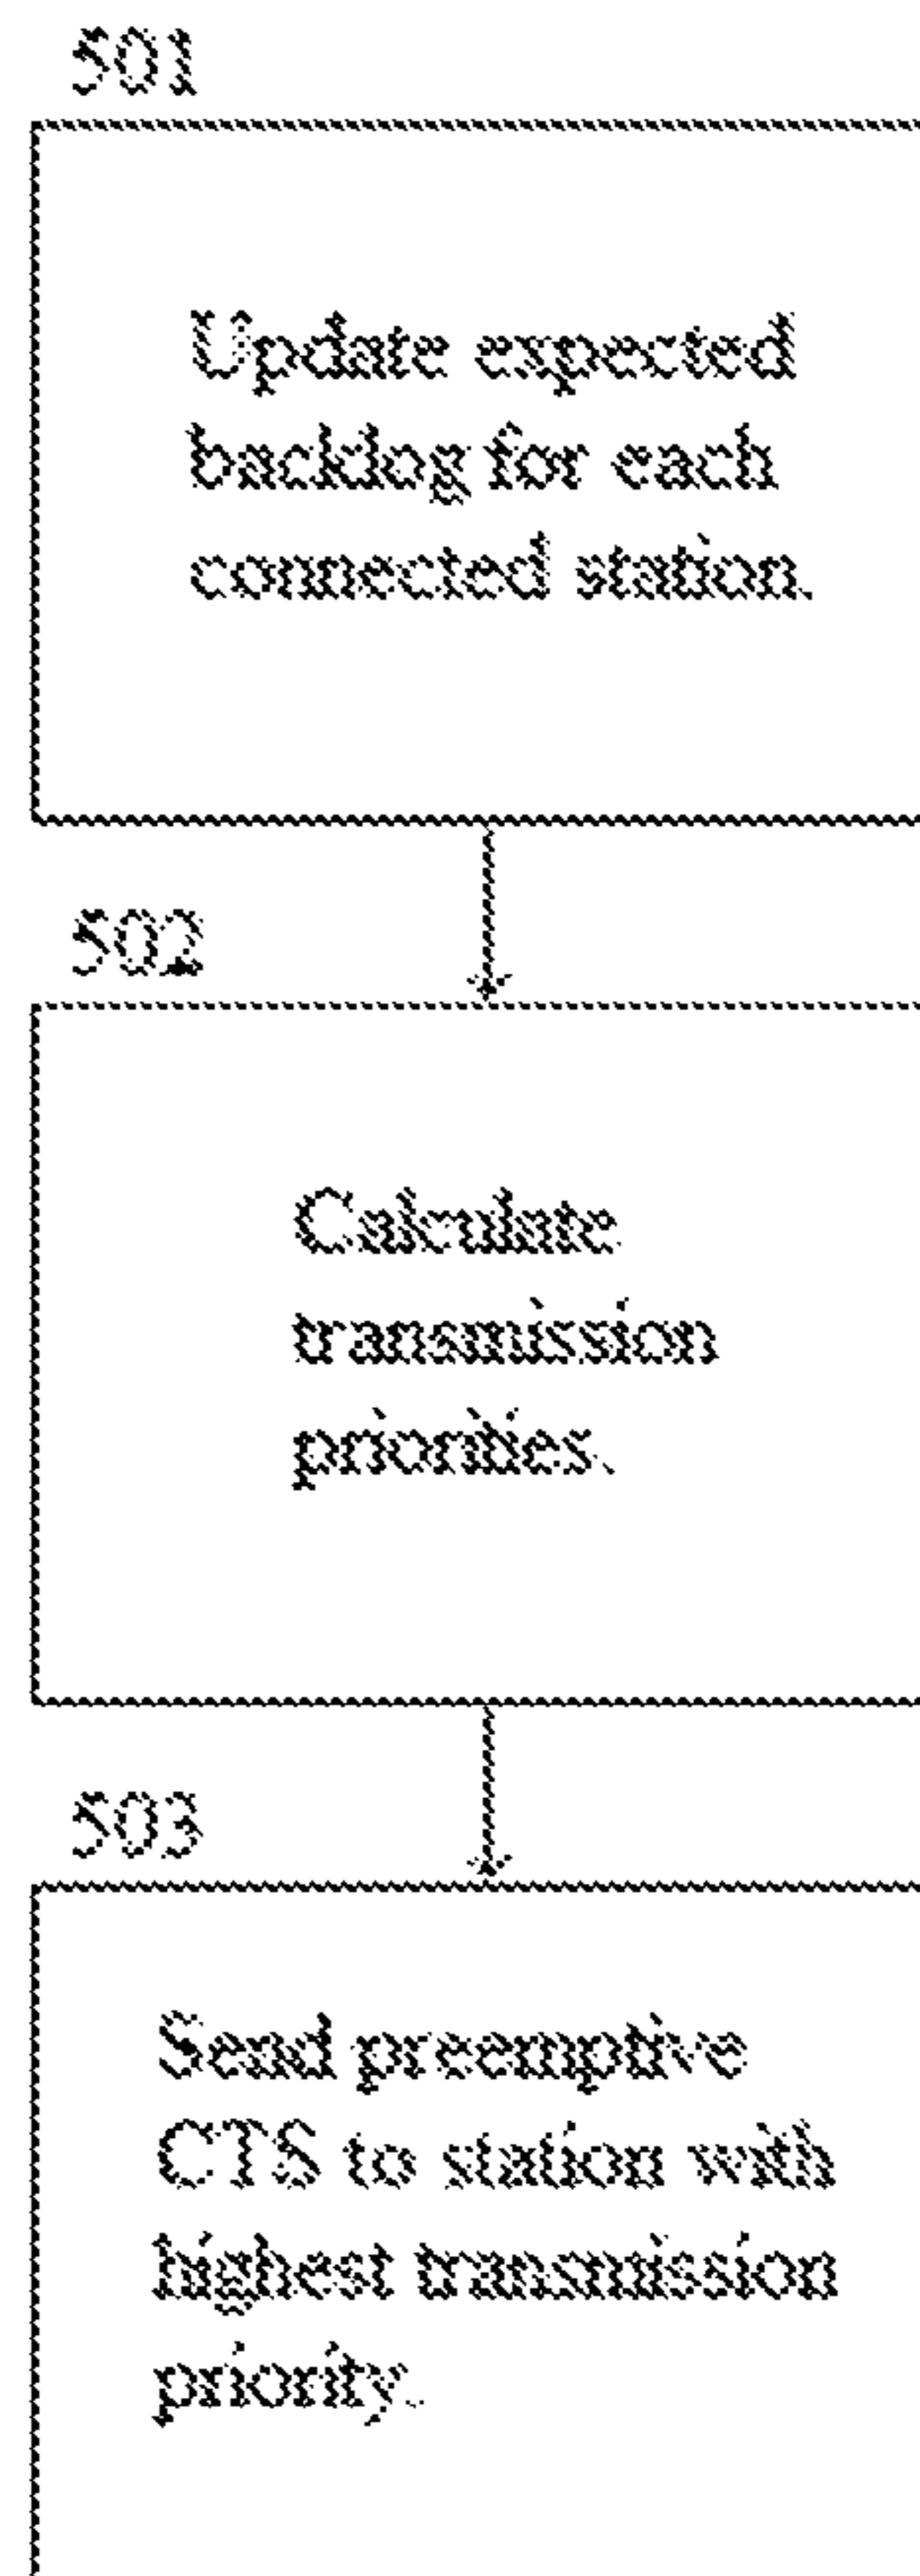 501
Update expected
backlog for each
connected station.
502
Calculate
transmission
priorities.
503
Send preemptive
CTS to station with
highest transmission
priority.